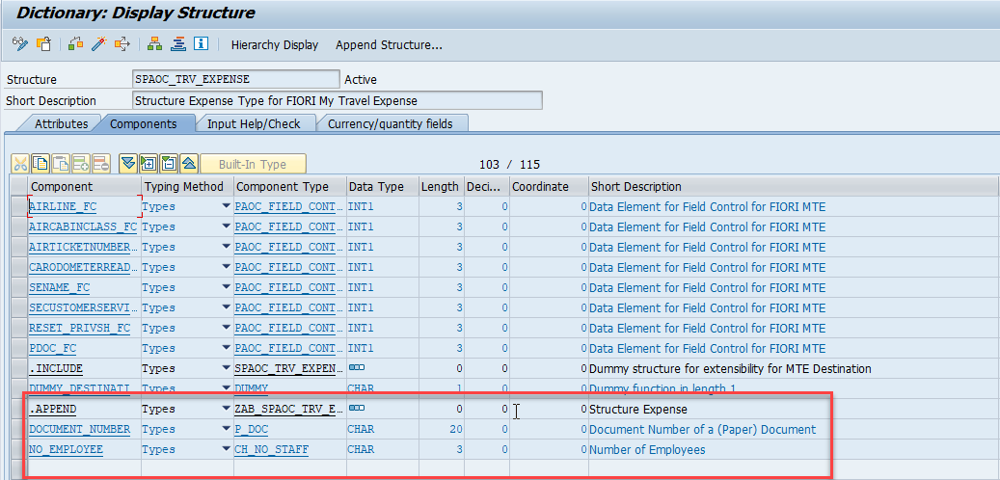 Dictionary: Display Structure
Hierarchy Display Append Structure...
Structure SPAOC_TRV_EXPENSE Active
Short Description Structure Expense Type for FIORI My Travel Expense
Attributes Components Input Help/Check Currency/quantity fields
Built-In Type 103 / 115
Component Typing Method Component Type Data Type Length Deci... Coordinate Short Description
AIRLINE_FC Types PAOC_FIELD_CONT... INT1 3 0 0 Data Element for Field Control for FIORI MTE
AIRCABINCLASS_FC Types PAOC_FIELD_CONT... INT1 3 0 0 Data Element for Field Control for FIORI MTE
AIRTICKETNUMBER... Types PAOC_FIELD_CONT... INT1 3 0 0 Data Element for Field Control for FIORI MTE
CARODOMETERREAD... Types PAOC_FIELD_CONT... INT1 3 0 0 Data Element for Field Control for FIORI MTE
SENAME_FC Types PAOC_FIELD_CONT... INT1 3 0 0 Data Element for Field Control for FIORI MTE
SECUSTOMERSERVI... Types PAOC_FIELD_CONT... INT1 3 0 0 Data Element for Field Control for FIORI MTE
RESET_PRIVSH_FC Types PAOC_FIELD_CONT... INT1 3 0 0 Data Element for Field Control for FIORI MTE
PDOC_FC Types PAOC_FIELD_CONT... INT1 3 0 0 Data Element for Field Control for FIORI MTE
.INCLUDE Types SPAOC_TRV_EXPEN... 0 0 0 Dummy structure for extensibility for MTE Destination
DUMMY_DESTINATI... Types DUMMY CHAR 1 0 0 Dummy function in length 1
.APPEND Types ZAB_SPAOC_TRV_E... 0 0 0 Structure Expense
DOCUMENT_NUMBER Types P_DOC CHAR 20 0 0 Document Number of a (Paper) Document
NO_EMPLOYEE Types CH_NO_STAFF CHAR 3 0 0 Number of Employees